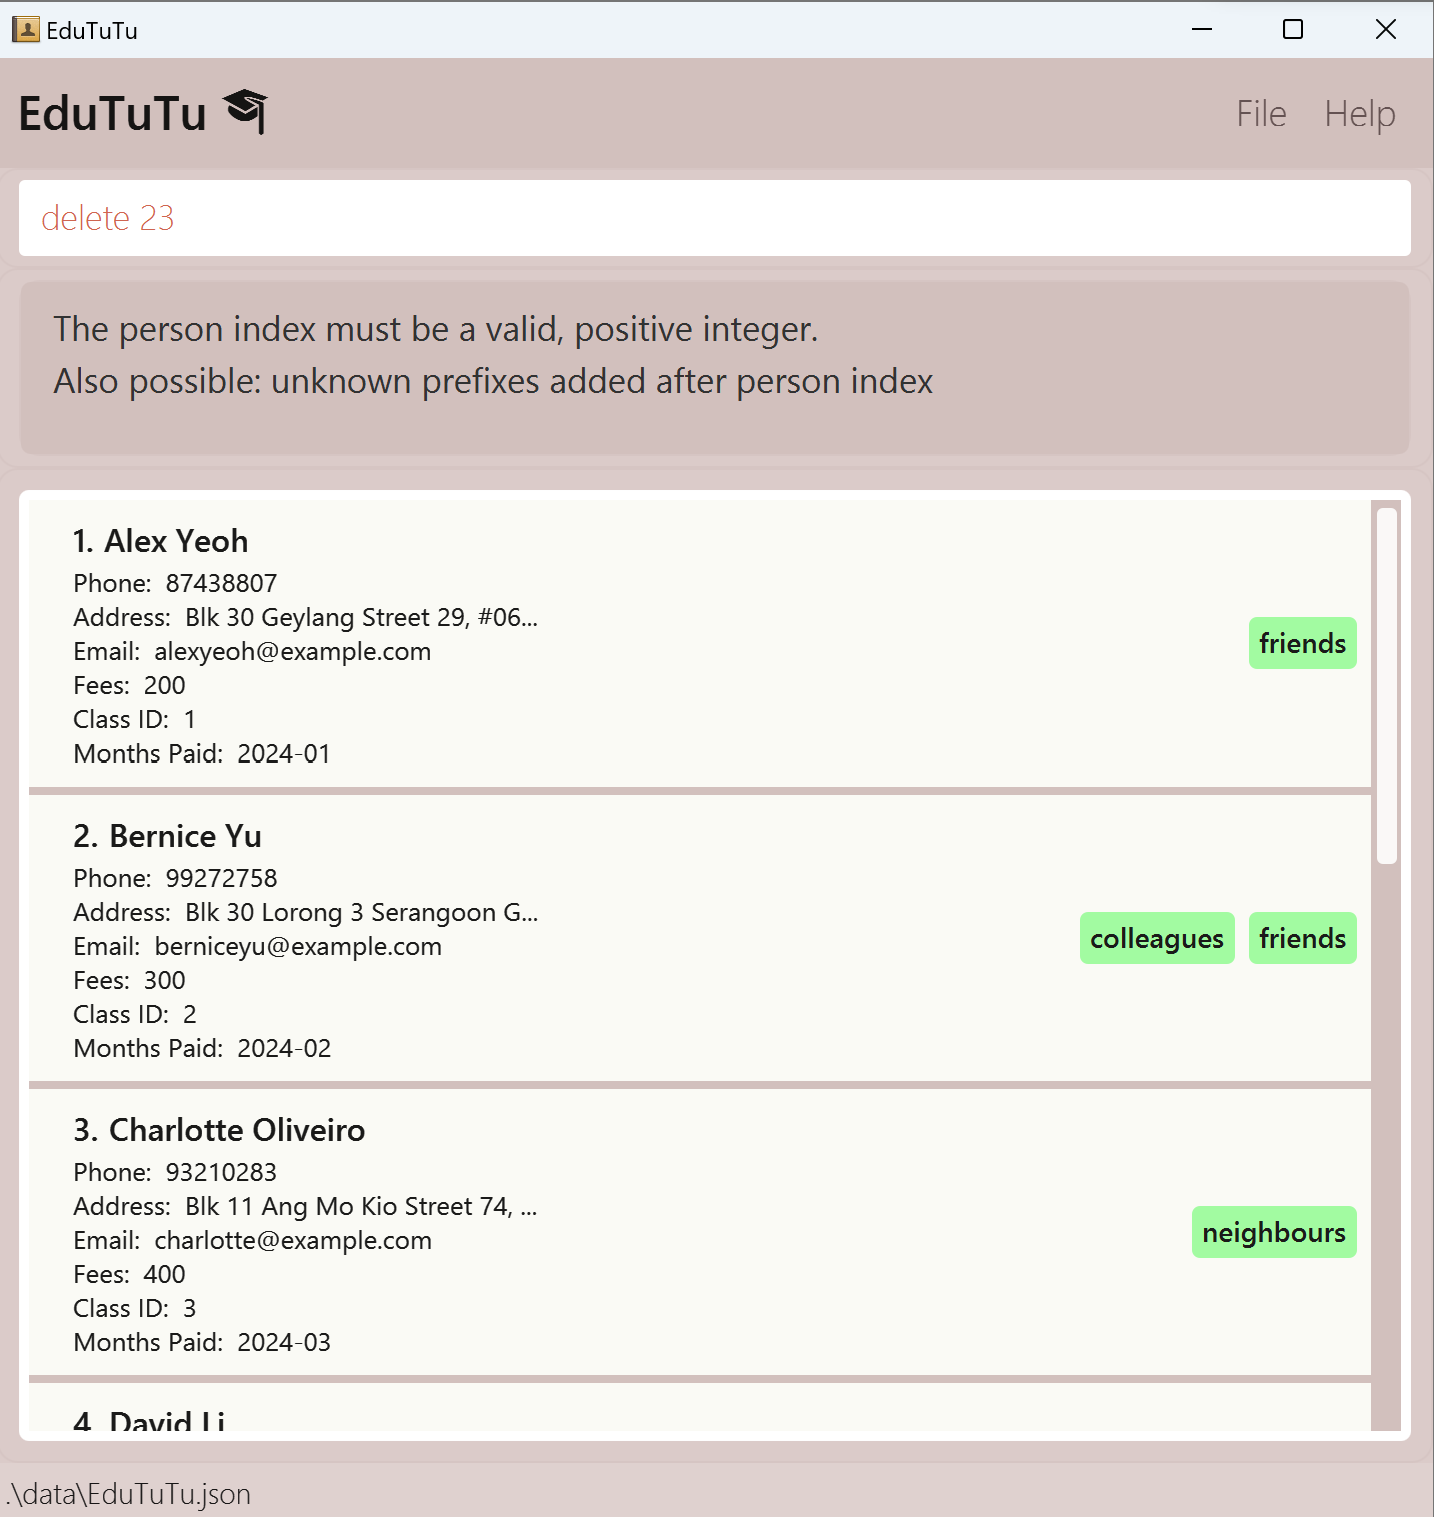 EduTuTu
EduTuTu
File Help
delete 23
The person index must be a valid, positive integer.
Also possible: unknown prefixes added after person index
1. Alex Yeoh
Phone: 87438807
Address: Blk 30 Geylang Street 29, #06...
Email: alexyeoh@example.com
Fees: 200
Class ID: 1
Months Paid: 2024-01
friends
2. Bernice Yu
Phone: 99272758
Address: Blk 30 Lorong 3 Serangoon G...
Email: berniceyu@example.com
Fees: 300
Class ID: 2
Months Paid: 2024-02
colleagues friends
3. Charlotte Oliveiro
Phone: 93210283
Address: Blk 11 Ang Mo Kio Street 74, ...
Email: charlotte@example.com
Fees: 400
Class ID: 3
Months Paid: 2024-03
neighbours
4. David Li
.\data\EduTuTu.json